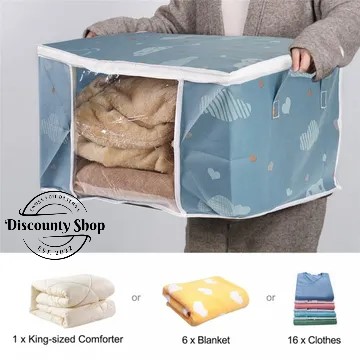 Discounty Shop
EST. 2021
1 x King-sized Comforter
or
6 x Blanket
or
16 x Clothes